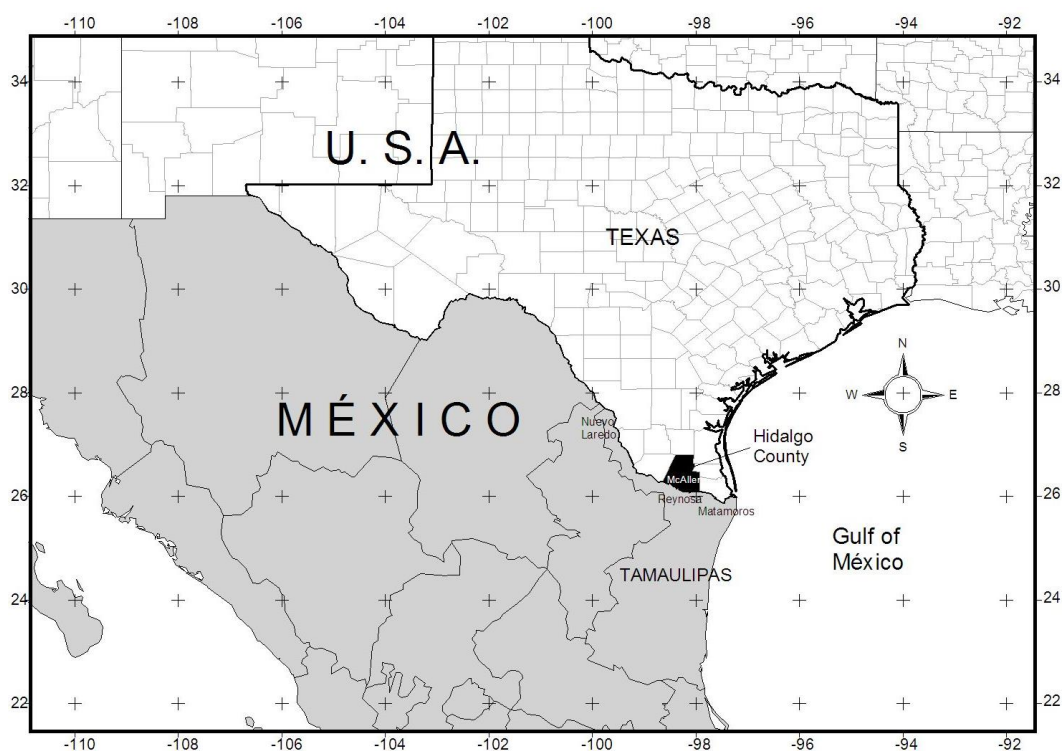 -110 -108 -106 -104 -102 -100 -98 -96 -94 -92
34 34
U. S. A.
32 32
TEXAS
30 30
N
28 28
W E
S
MÉXICO
Nuevo
Laredo
Hidalgo
County
McAllen
26 26
Reynosa
Matamoros
Gulf of
México
TAMAULIPAS
24 24
22 22
-110 -108 -106 -104 -102 -100 -98 -96 -94 -92